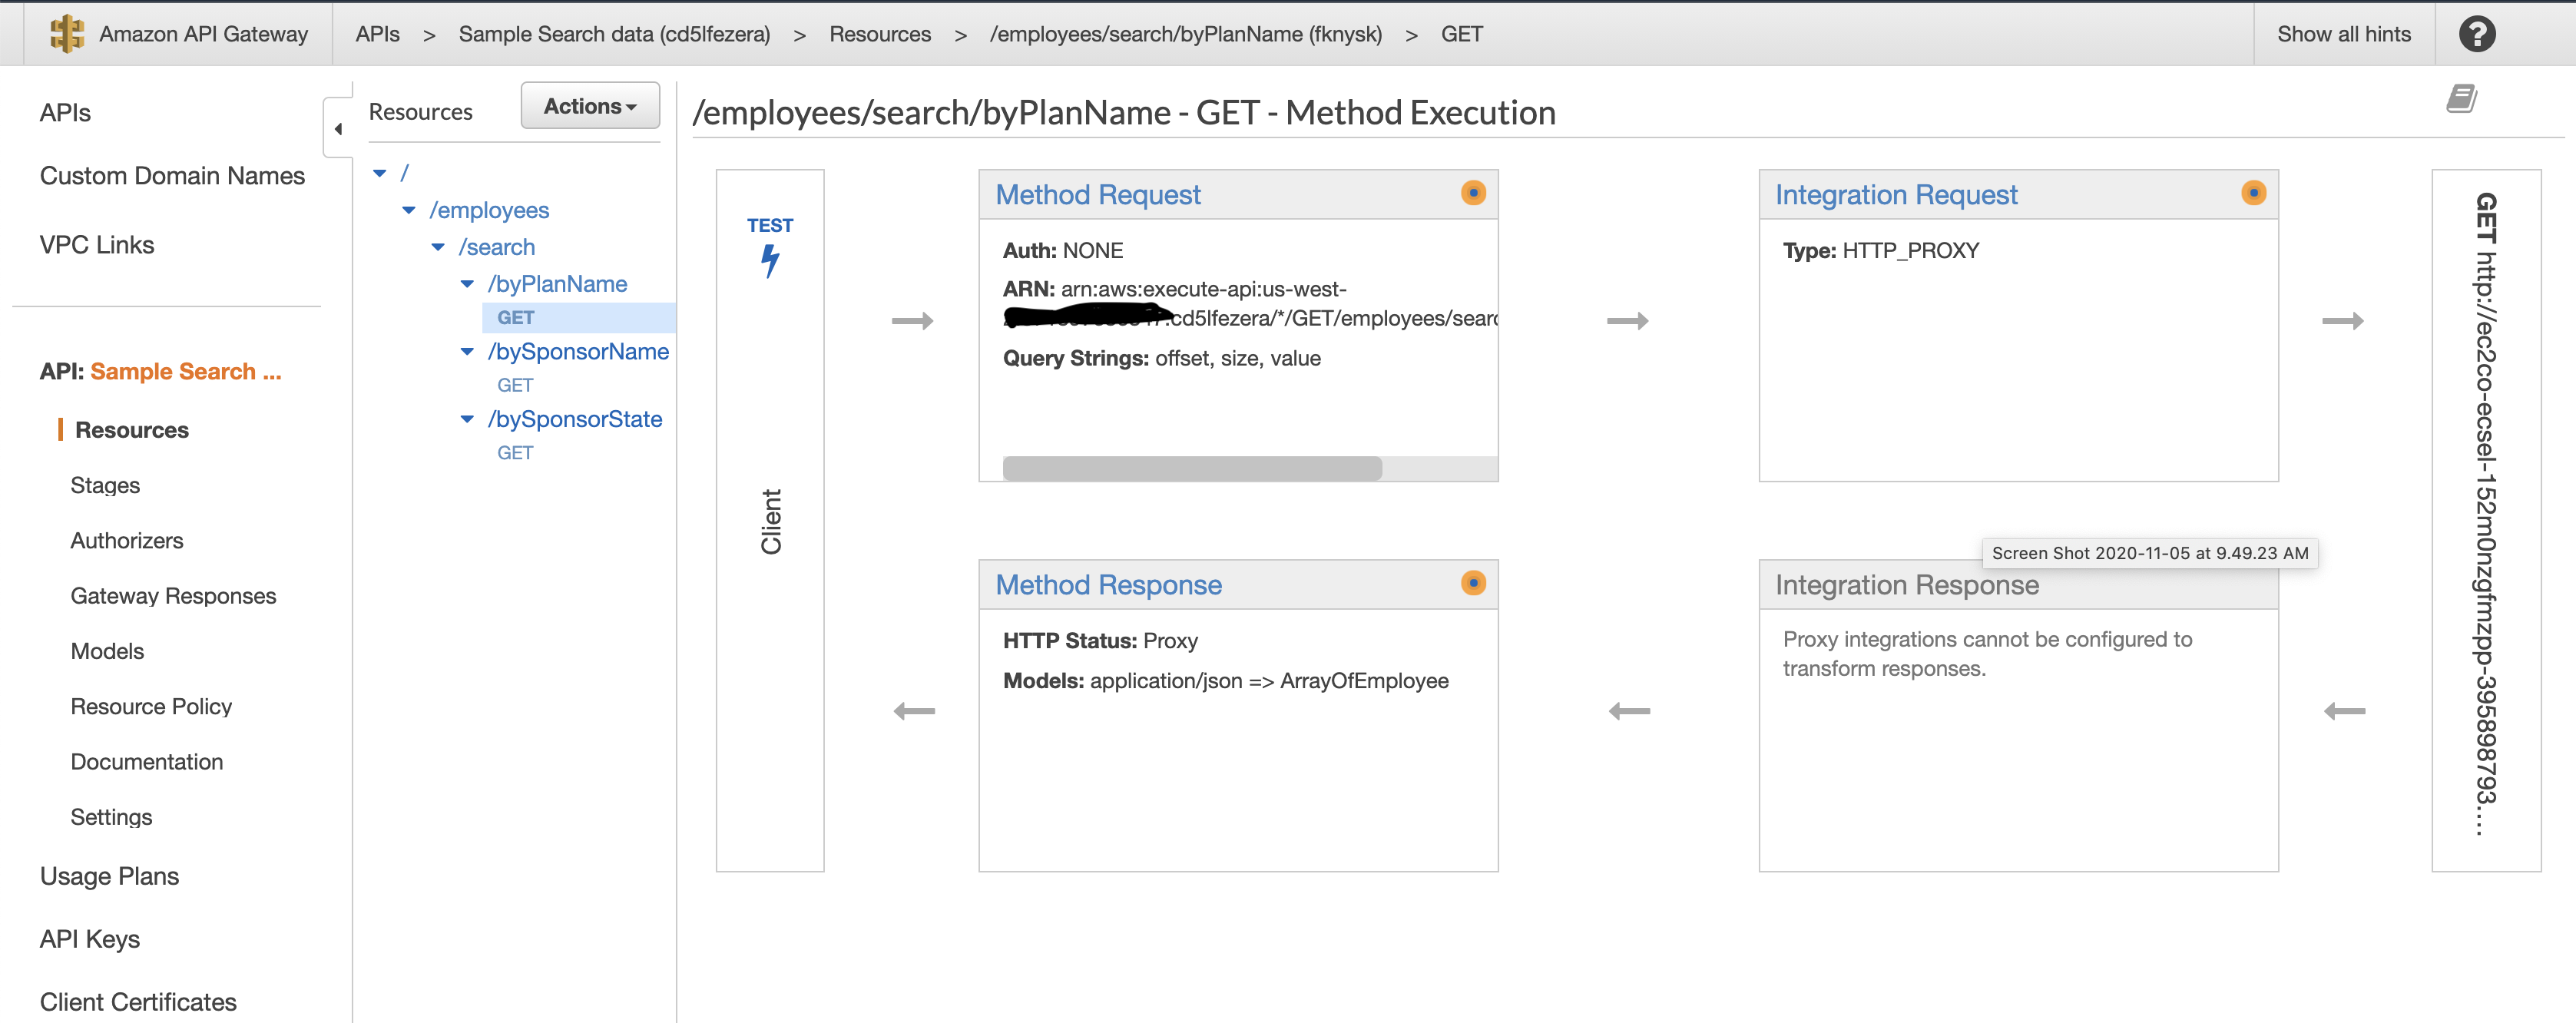 Amazon API Gateway
APIs > Sample Search data (cd5lfezera) > Resources > /employees/search/byPlanName (fknysk) > GET
Show all hints
?
APIs
Custom Domain Names
VPC Links
API: Sample Search ...
Resources
Stages
Authorizers
Gateway Responses
Models
Resource Policy
Documentation
Settings
Usage Plans
API Keys
Client Certificates
Resources
Actions
/
/employees
/search
/byPlanName
GET
/bySponsorName
GET
/bySponsorState
GET
/employees/search/byPlanName - GET - Method Execution
TEST
Client
Method Request
Auth: NONE
ARN: arn:aws:execute-api:us-west-
:cd5lfezera/*/GET/employees/searc
Query Strings: offset, size, value
Integration Request
Type: HTTP_PROXY
Method Response
HTTP Status: Proxy
Models: application/json => ArrayOfEmployee
Screen Shot 2020-11-05 at 9.49.23 AM
Integration Response
Proxy integrations cannot be configured to
transform responses.
GET http://ec2co-ecsel-152m0nzgfmzpp-395898793....